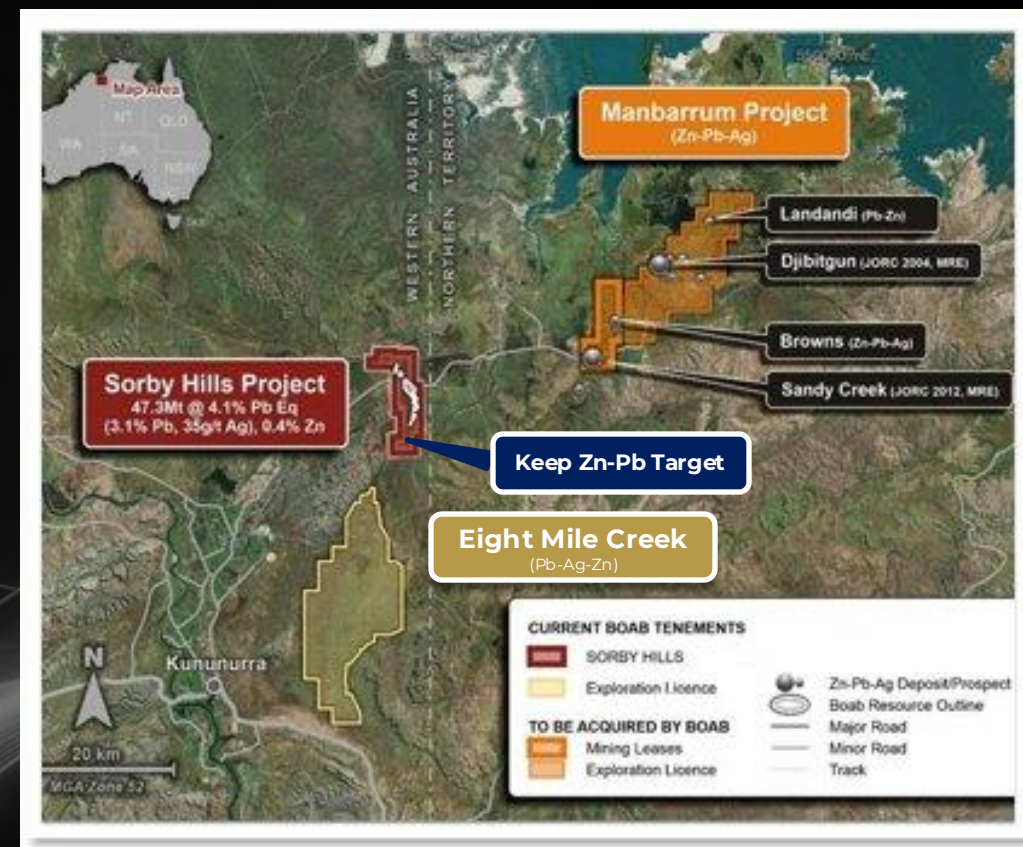 Map Area
NT
QLD
WA
SA
NSW
WESTERN AUSTRALIA
NORTHERN TERRITORY
Manbarrum Project
(Zn-Pb-Ag)
Landandi (Pb-Zn)
Djibitgun (JORC 2004, MRE)
Browns (Zn-Pb-Ag)
Sandy Creek (JORC 2012, MRE)
Sorby Hills Project
47.3Mt @ 4.1% Pb Eq
(3.1% Pb, 35g/t Ag), 0.4% Zn
Keep Zn-Pb Target
Eight Mile Creek
(Pb-Ag-Zn)
Kununurra
N
20 km
MGA Zone 52
CURRENT BOAB TENEMENTS
SORBY HILLS
Exploration Licence
TO BE ACQUIRED BY BOAB
Mining Leases
Exploration Licence
Zn-Pb-Ag Deposit/Prospect
Boab Resource Outline
Major Road
Minor Road
Track